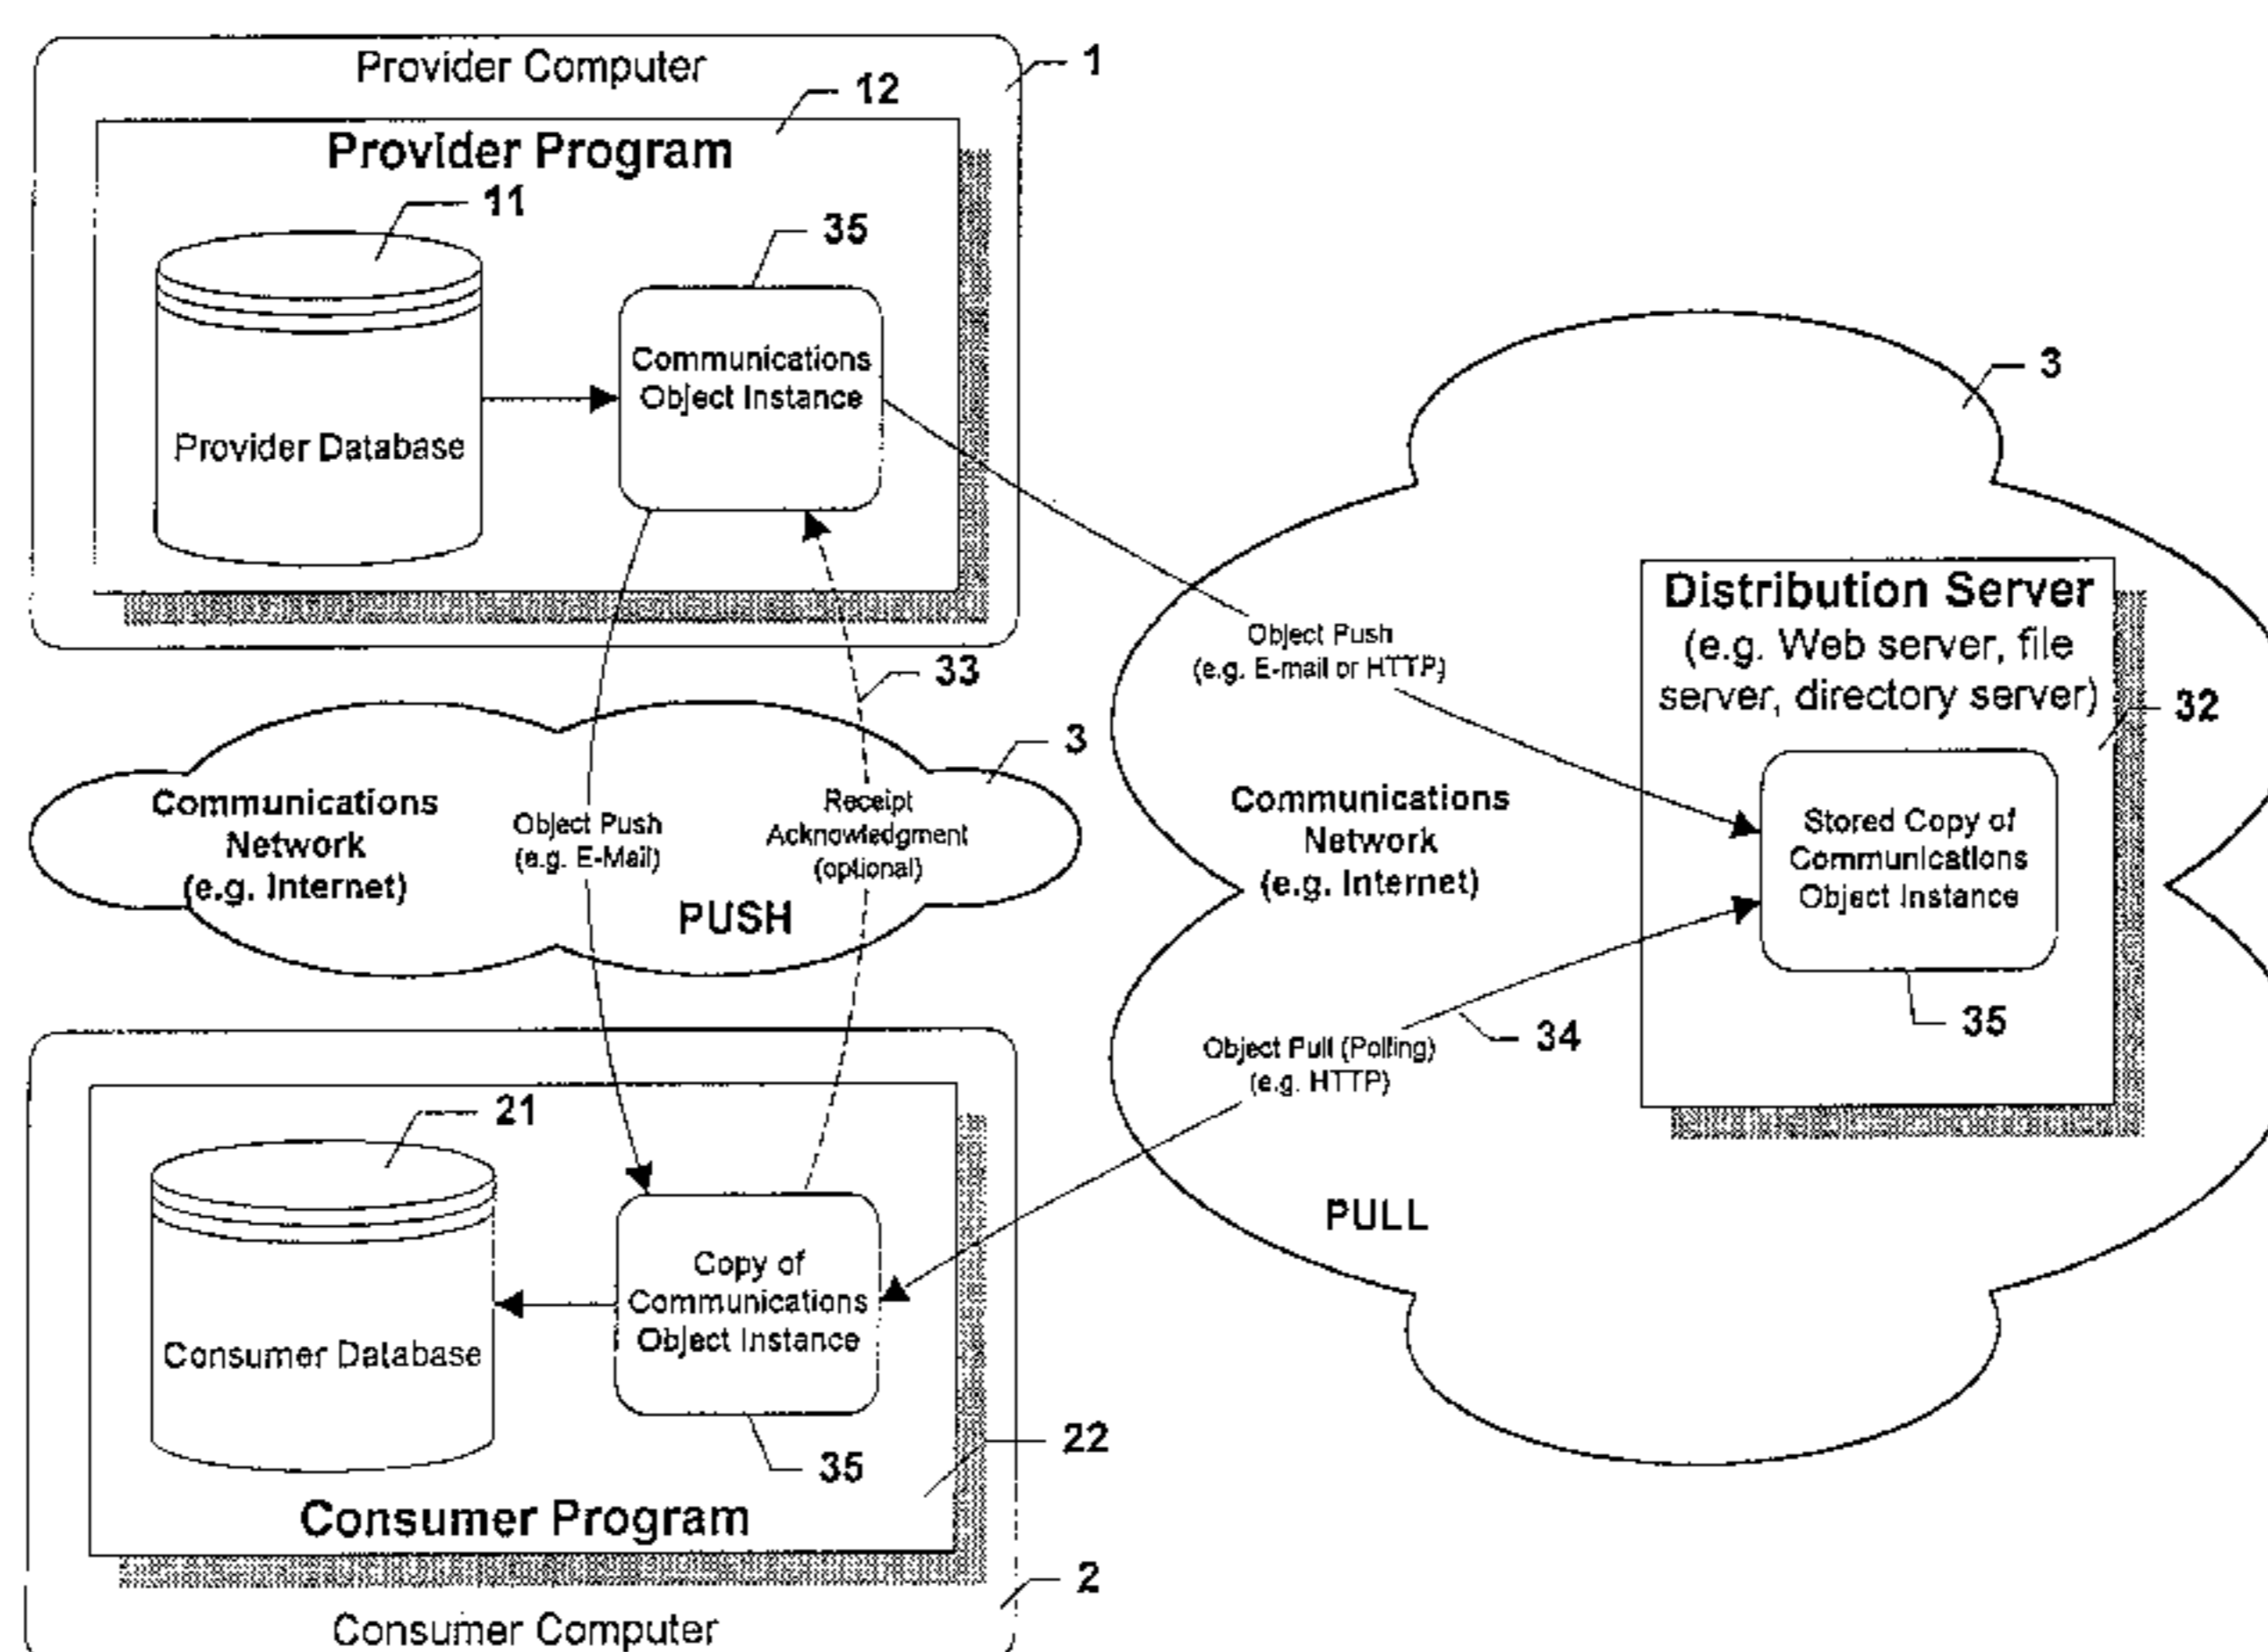 Provider Computer
1
12
Provider Program
11
35
Communications
Object Instance
Provider Database
3
Object Push
(e.g. E-mail or HTTP)
Distribution Server
(e.g. Web server, file
server, directory server)
32
33
3
Communications
Network
(e.g. Internet)
Object Push
(e.g. E-Mail)
Receipt
Acknowledgment
(optional)
PUSH
Communications
Network
(e.g. Internet)
Stored Copy of
Communications
Object Instance
35
34
Object Pull (Polling)
(e.g. HTTP)
PULL
21
Copy of
Communications
Object Instance
Consumer Database
35
22
Consumer Program
2
Consumer Computer